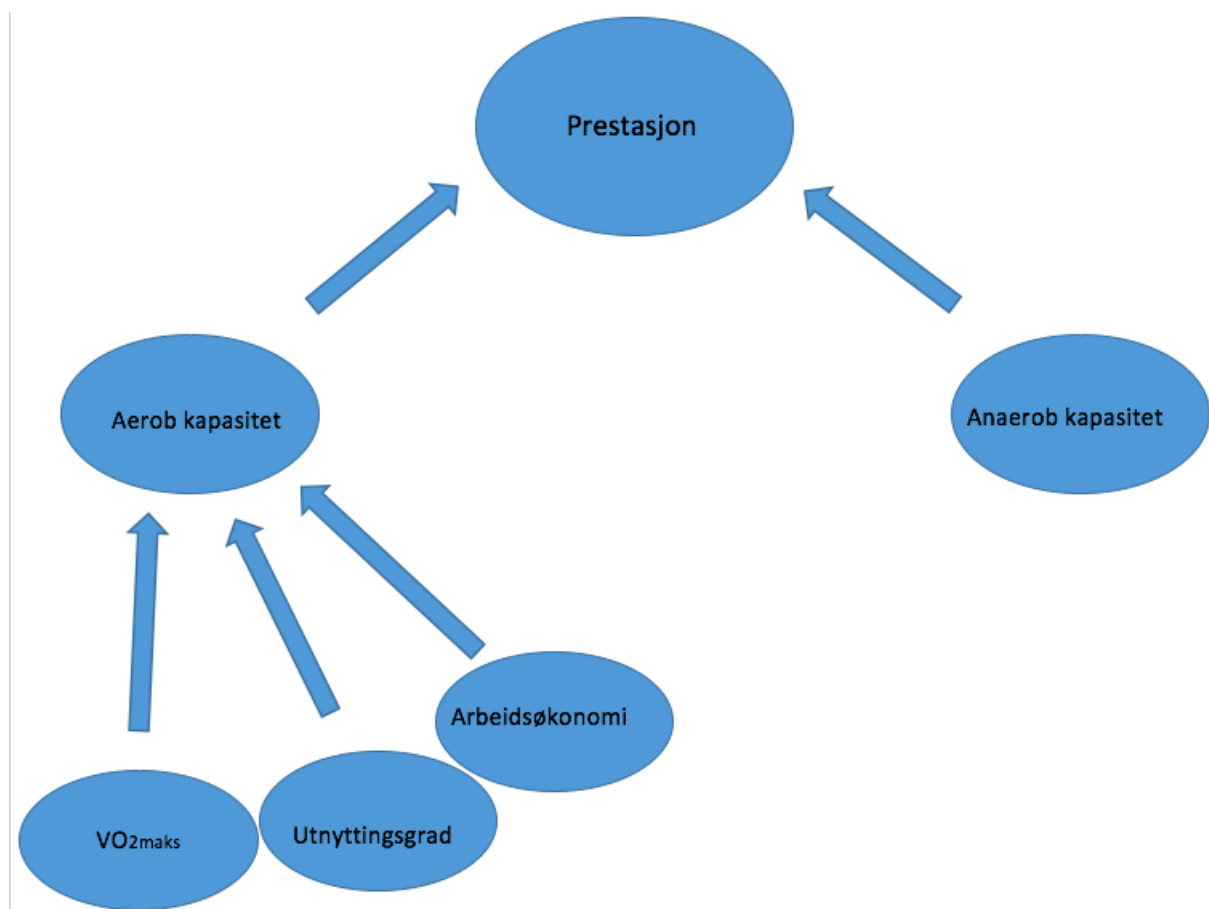 Prestasjon
Aerob kapasitet
Anaerob kapasitet
Arbeidsøkonomi
Utnyttingsgrad
VO2maks